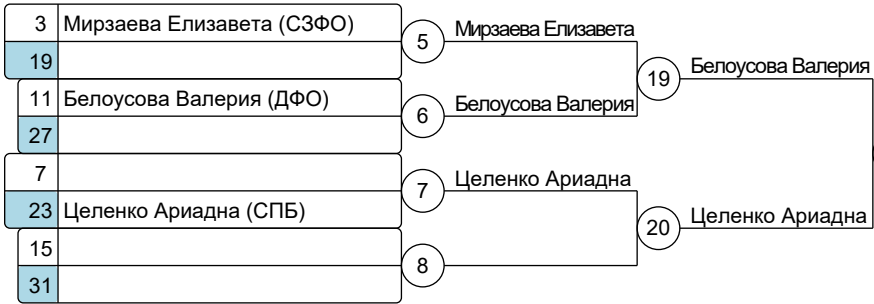 3 Мирзаева Елизавета (СЗФО)
5 Мирзаева Елизавета
19
19 Белоусова Валерия
11 Белоусова Валерия (ДФО)
6 Белоусова Валерия
27
7
7 Целенко Ариадна
23 Целенко Ариадна (СПБ)
20 Целенко Ариадна
15
8
31